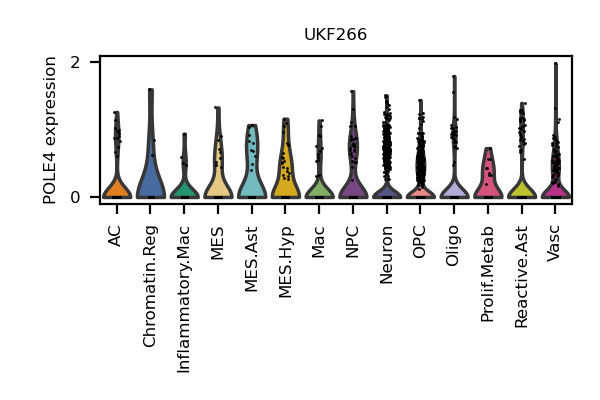 UKF266
POLE4 expression
2
0
AC
Chromatin.Reg
Inflammatory.Mac
MES
MES.Ast
MES.Hyp
Mac
NPC
Neuron
OPC
Oligo
Prolif.Metab
Reactive.Ast
Vasc